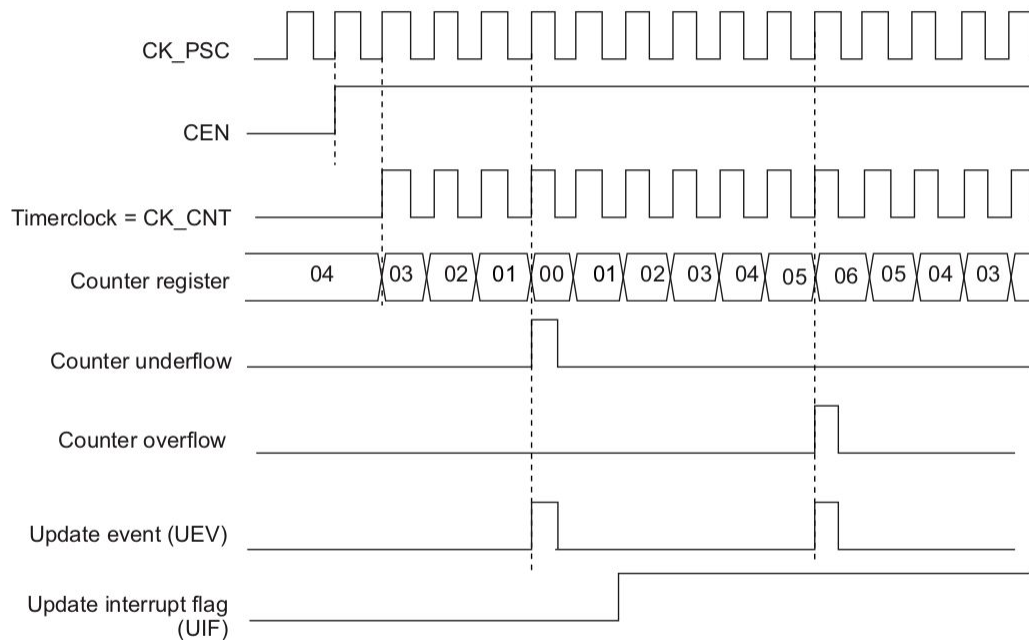 CK_PSC
CEN
Timerclock = CK_CNT
Counter register
04 03 02 01 00 01 02 03 04 05 06 05 04 03
Counter underflow
Counter overflow
Update event (UEV)
Update interrupt flag
(UIF)